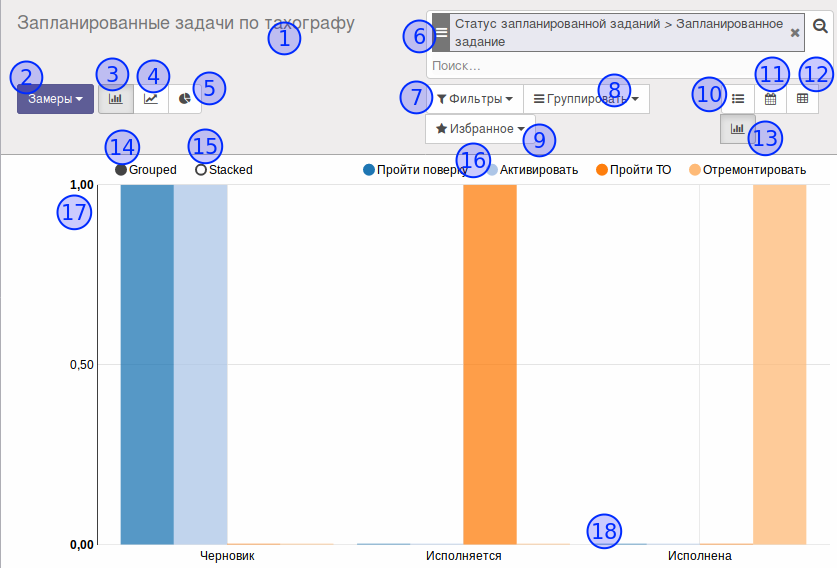 Запланированные задачи по тахографу
1
6
Статус запланированной заданий > Запланированное
задание
Поиск...
2
3
4
5
Замеры
7
Фильтры
8
Группировать
9
Избранное
10
11
12
13
14
15
16
Grouped
Stacked
Пройти поверку
Активировать
Пройти ТО
Отремонтировать
17
1,00
0,50
0,00
18
Черновик
Исполняется
Исполнена